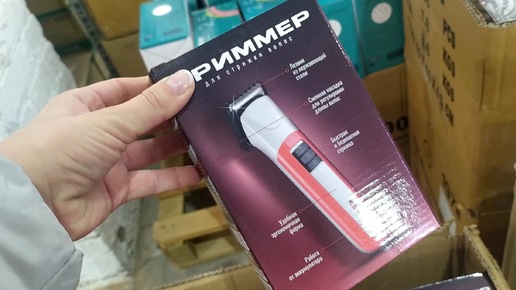 РИММЕР
Для стрижки волос
Лезвия
из нержавеющей
стали
Съемная насадка
для регулировки
длины волос
Быстрая
и безопасная
стрижка
Удобная
эргономичная
форма
Работа
от аккумулятора